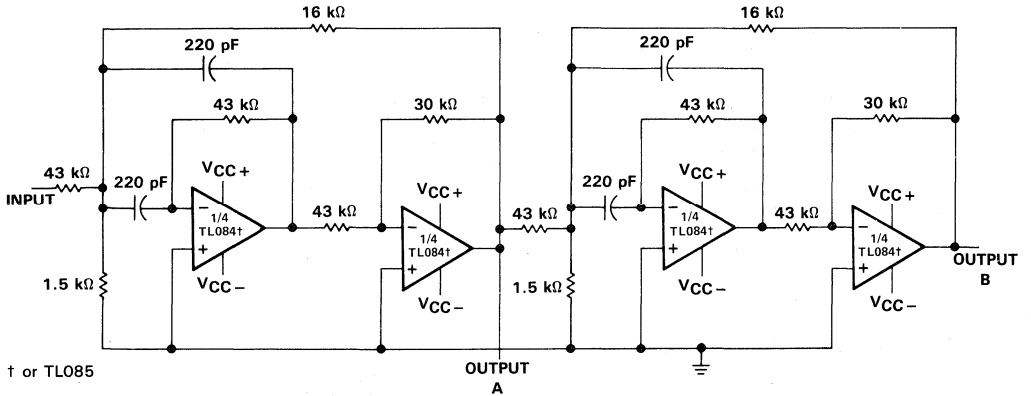 16 kΩ
220 pF
43 kΩ
30 kΩ
43 kΩ
INPUT
220 pF
VCC+
−
1/4
TL084†
+
VCC−
43 kΩ
VCC+
−
1/4
TL084†
+
VCC−
1.5 kΩ
OUTPUT
A
16 kΩ
220 pF
43 kΩ
30 kΩ
43 kΩ
220 pF
VCC+
−
1/4
TL084†
+
VCC−
43 kΩ
VCC+
−
1/4
TL084†
+
VCC−
1.5 kΩ
OUTPUT
B
† or TL085